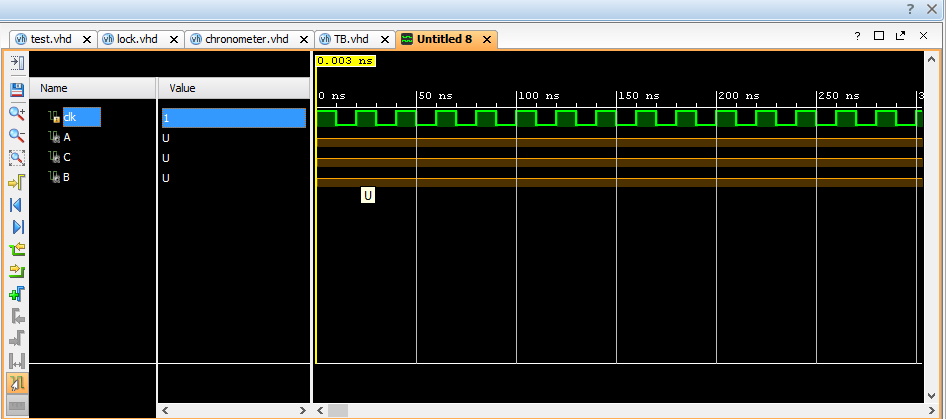 test.vhd lock.vhd chronometer.vhd TB.vhd Untitled 8
0.003 ns
Name Value
0 ns 50 ns 100 ns 150 ns 200 ns 250 ns
clk 1
A U
C U
B U
U